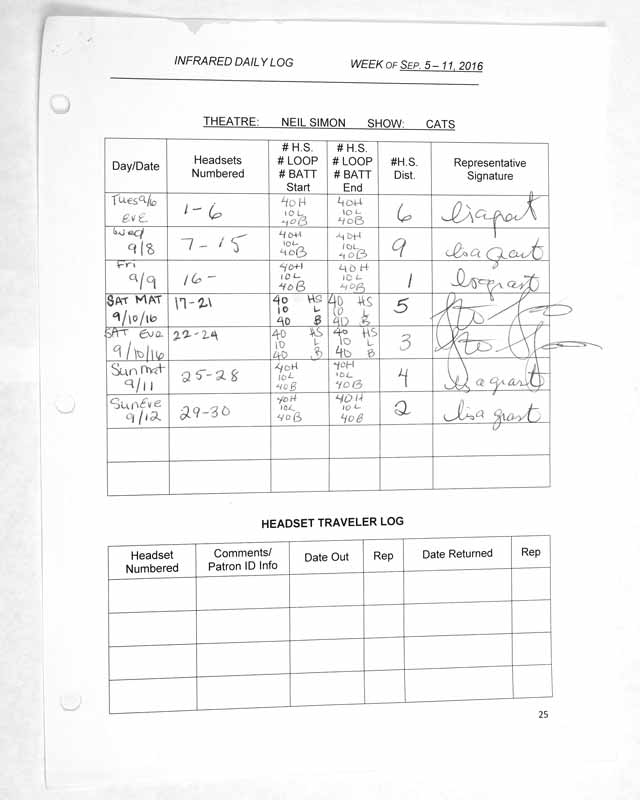 INFRARED DAILY LOG WEEK OF SEP. 5 – 11, 2016
THEATRE: NEIL SIMON SHOW: CATS
Day/Date
Headsets
Numbered
# H.S.
# LOOP
# BATT
Start
# H.S.
# LOOP
# BATT
End
#H.S.
Dist.
Representative
Signature
Tues 9/6
EVE
1-6
40H
10L
40B
40H
10L
40B
6
lisa grant
Wed
9/8
7-15
40H
10L
40B
40H
10L
40B
9
lisa grant
Fri
9/9
16-
40H
10L
40B
40H
10L
40B
1
SAT MAT
9/10/16
17-21
40 HS
10 L
40 B
40 HS
10 L
40 B
5
SAT EVE
9/10/16
22-24
40 HS
10 L
40 B
40 HS
10 L
40 B
3
Sun mat
9/11
25-28
40H
10L
40B
40H
10L
40B
4
lisa grant
Sun Eve
9/12
29-30
40H
10L
40B
40H
10L
40B
2
lisa grant
HEADSET TRAVELER LOG
Headset
Numbered
Comments/
Patron ID Info
Date Out
Rep
Date Returned
Rep
25